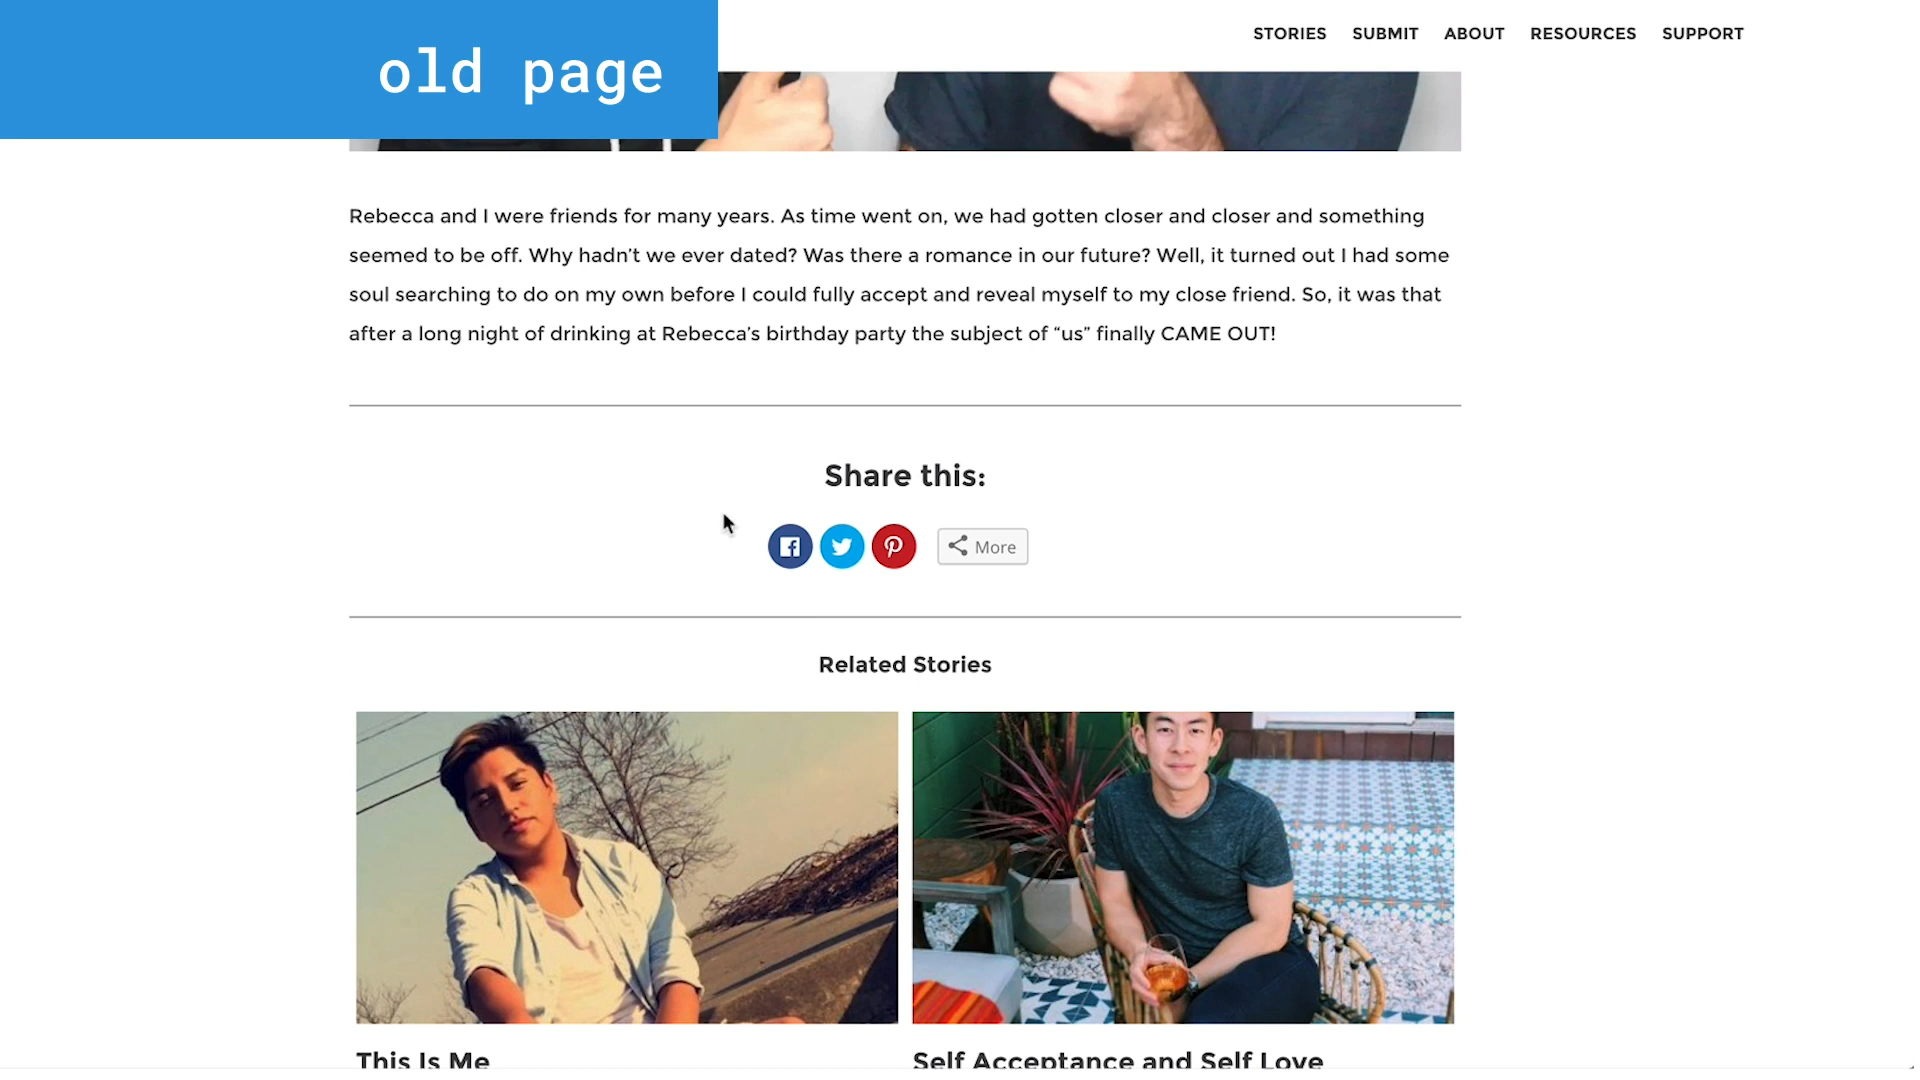 old page
STORIES SUBMIT ABOUT RESOURCES SUPPORT
Rebecca and I were friends for many years. As time went on, we had gotten closer and closer and something
seemed to be off. Why hadn’t we ever dated? Was there a romance in our future? Well, it turned out I had some
soul searching to do on my own before I could fully accept and reveal myself to my close friend. So, it was that
after a long night of drinking at Rebecca’s birthday party the subject of “us” finally CAME OUT!
Share this:
More
Related Stories
This Is Me
Self Acceptance and Self Love